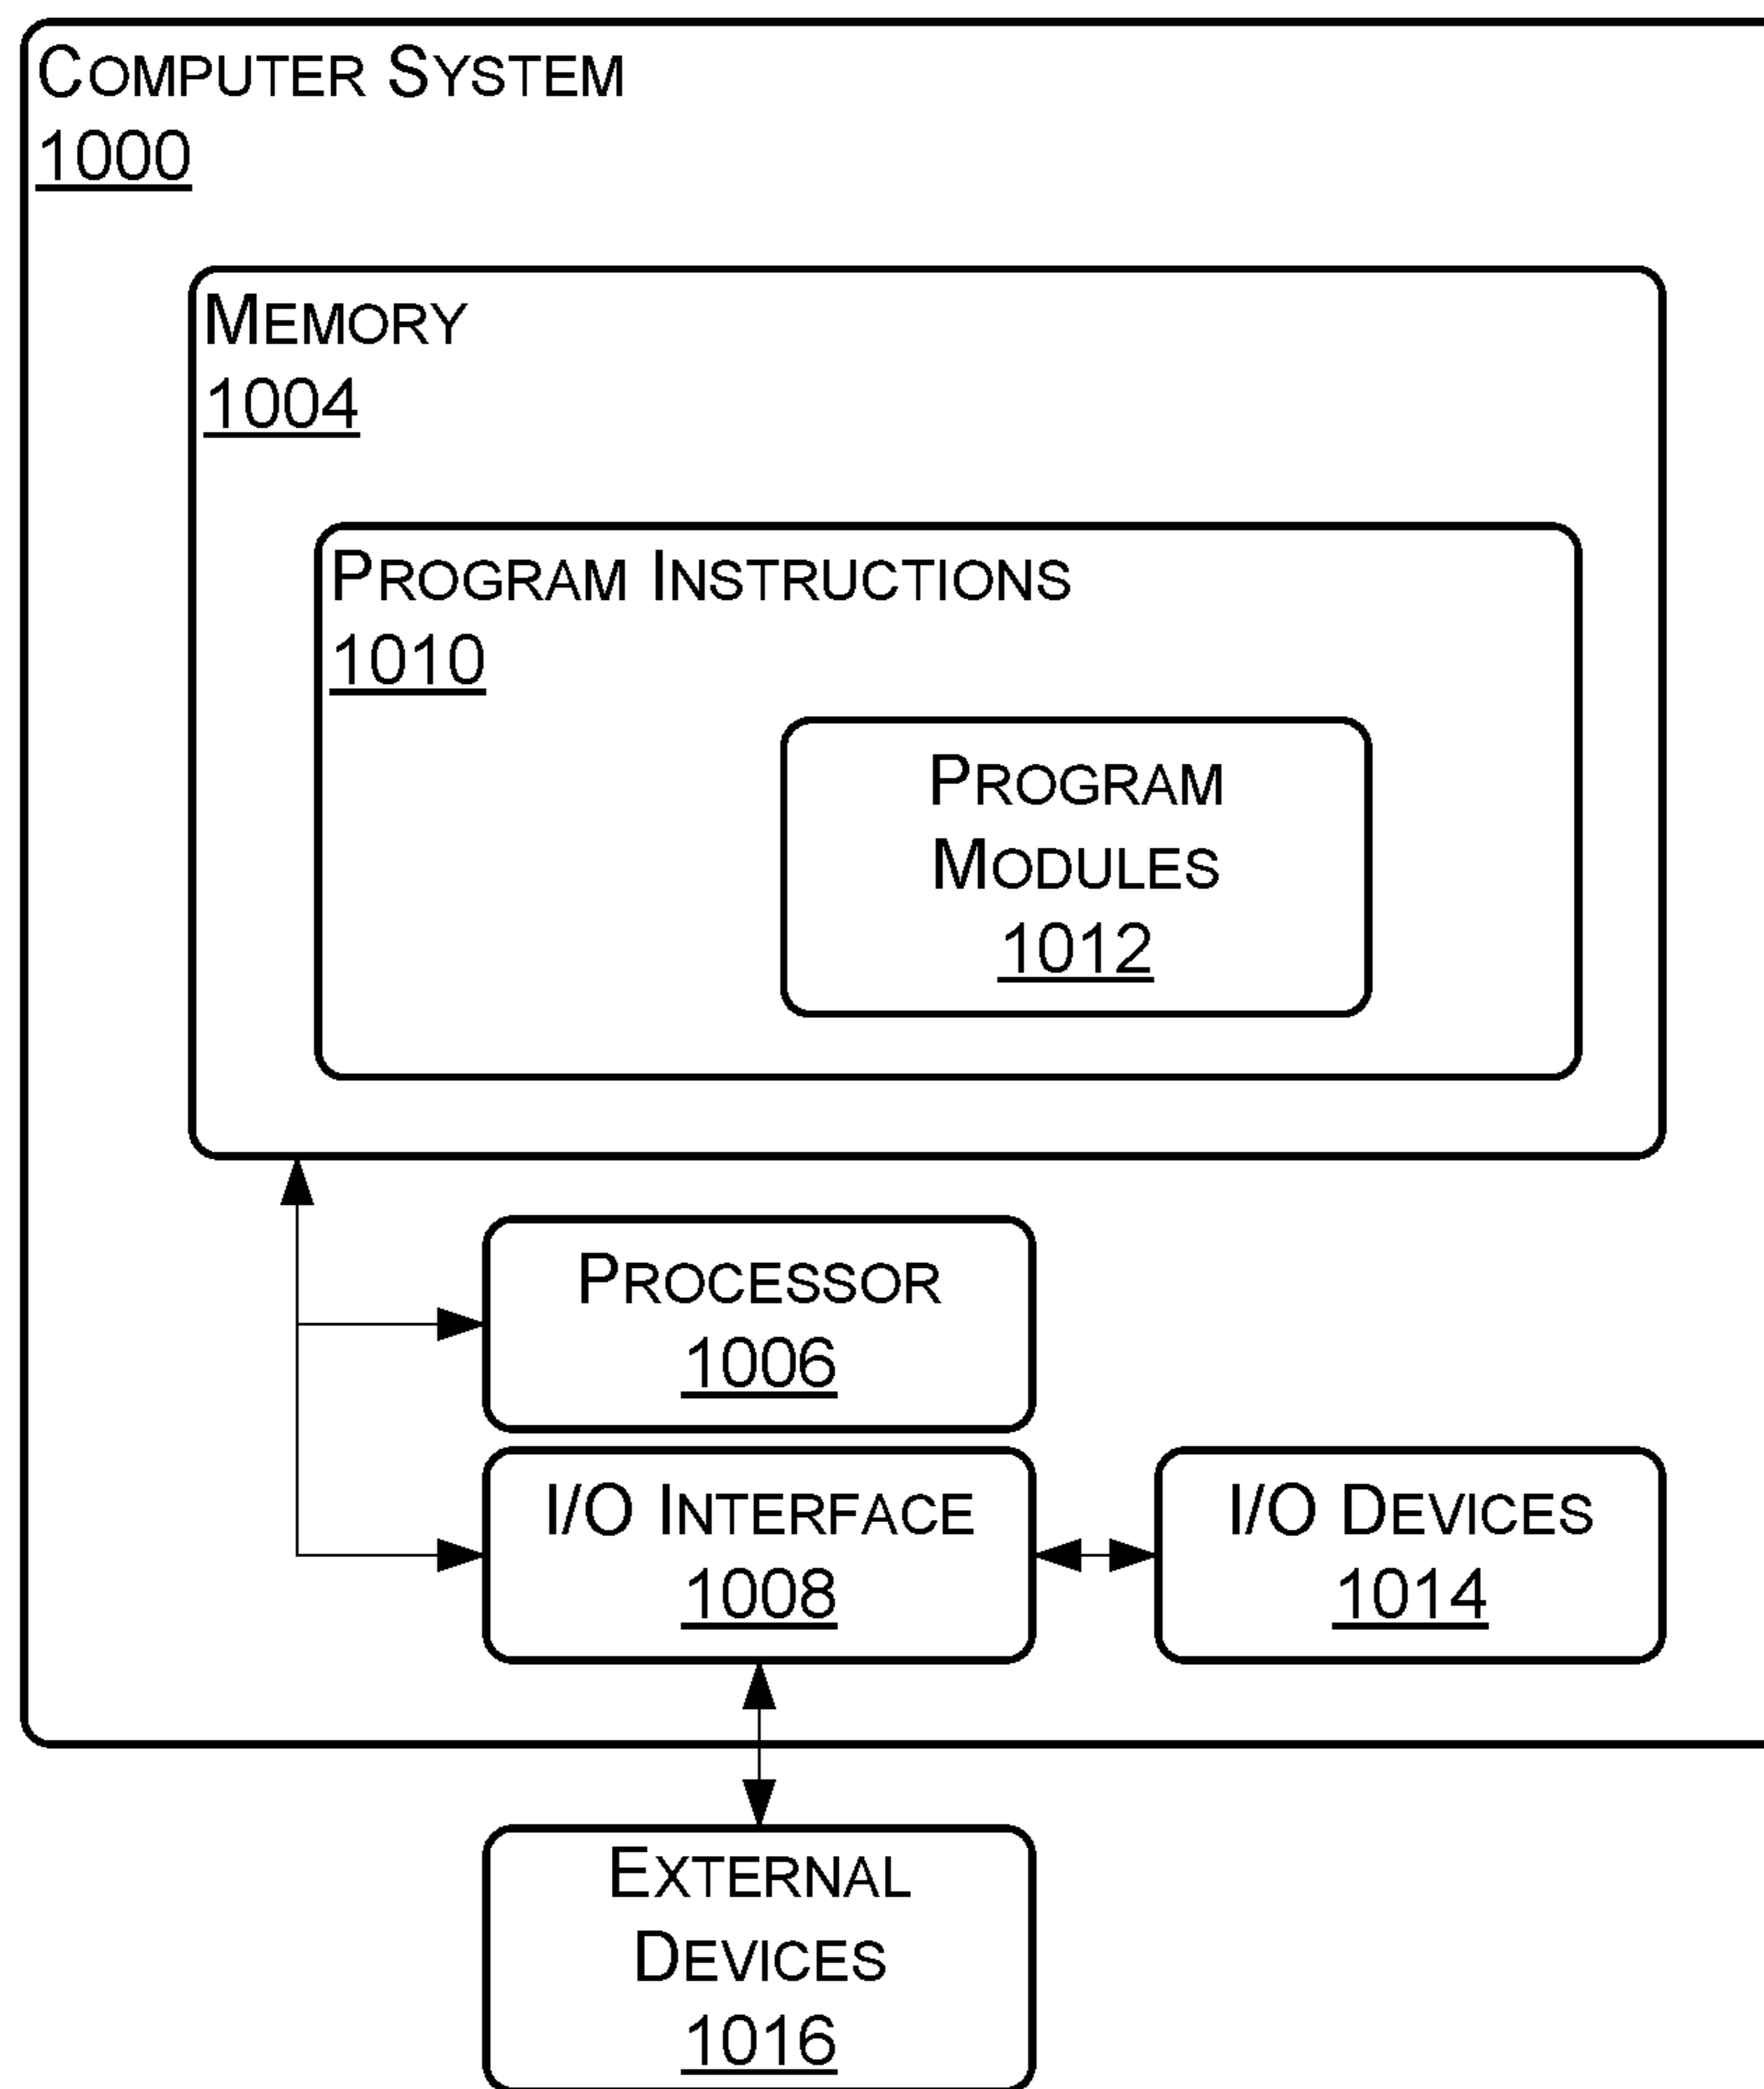 COMPUTER SYSTEM
1000
MEMORY
1004
PROGRAM INSTRUCTIONS
1010
PROGRAM
MODULES
1012
PROCESSOR
1006
I/O INTERFACE
1008
I/O DEVICES
1014
EXTERNAL
DEVICES
1016